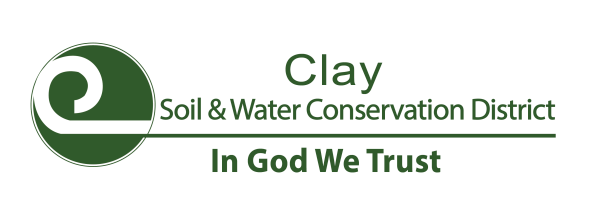 Clay
Soil & Water Conservation District
In God We Trust